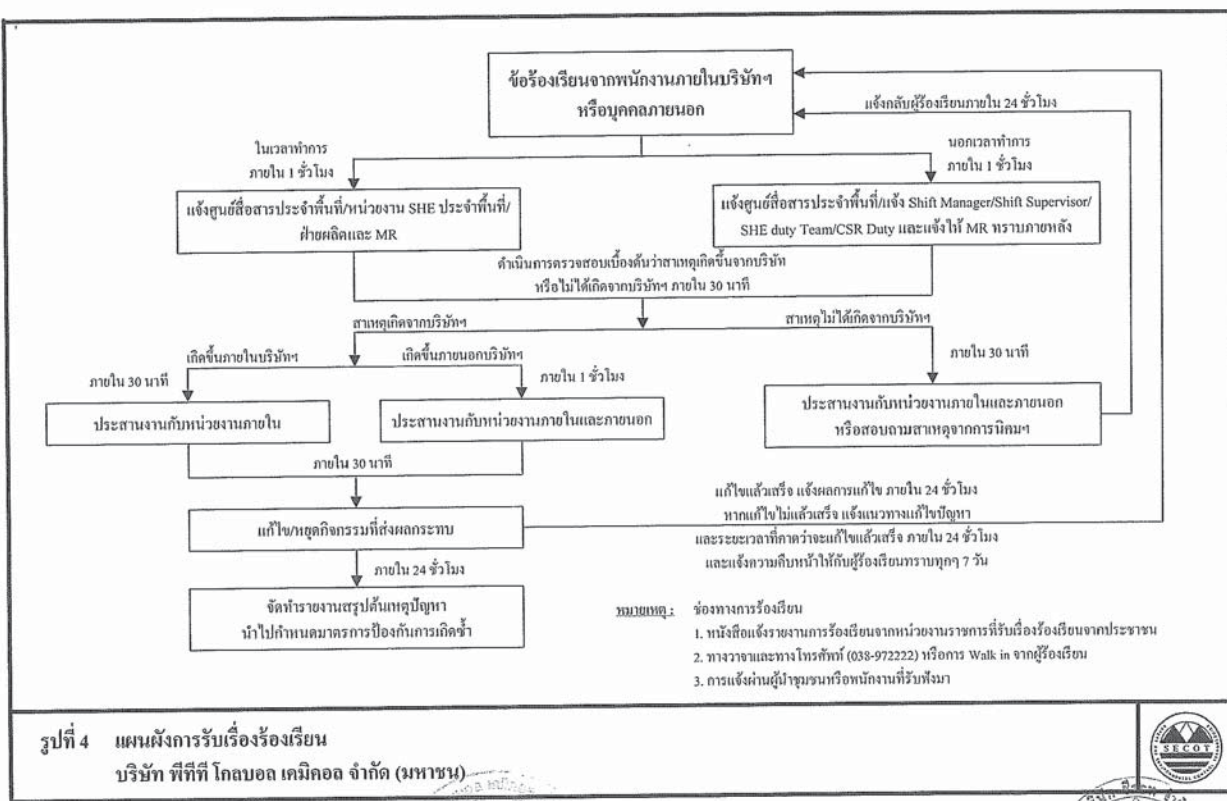 ข้อร้องเรียนจากพนักงานภายในบริษัทฯ
หรือบุคคลภายนอก
แจ้งกลับผู้ร้องเรียนภายใน 24 ชั่วโมง
ในเวลาทำการ
ภายใน 1 ชั่วโมง
นอกเวลาทำการ
ภายใน 1 ชั่วโมง
แจ้งศูนย์สื่อสารประจำพื้นที่/หน่วยงาน SHE ประจำพื้นที่/
ฝ่ายผลิตและ MR
แจ้งศูนย์สื่อสารประจำพื้นที่/แจ้ง Shift Manager/Shift Supervisor/
SHE duty Team/CSR Duty และแจ้งให้ MR ทราบภายหลัง
ดำเนินการตรวจสอบเบื้องต้นว่าสาเหตุเกิดขึ้นจากบริษัท
หรือไม่ได้เกิดจากบริษัทฯ ภายใน 30 นาที
สาเหตุเกิดจากบริษัทฯ
สาเหตุไม่ได้เกิดจากบริษัทฯ
เกิดขึ้นภายในบริษัทฯ
เกิดขึ้นภายนอกบริษัทฯ
ภายใน 30 นาที
ภายใน 1 ชั่วโมง
ภายใน 30 นาที
ประสานงานกับหน่วยงานภายใน
ประสานงานกับหน่วยงานภายในและภายนอก
ประสานงานกับหน่วยงานภายในและภายนอก
หรือสอบถามสาเหตุจากการนิคมฯ
ภายใน 30 นาที
แก้ไข/หยุดกิจกรรมที่ส่งผลกระทบ
แก้ไขแล้วเสร็จ แจ้งผลการแก้ไข ภายใน 24 ชั่วโมง
หากแก้ไขไม่แล้วเสร็จ แจ้งแนวทางแก้ไขปัญหา
และระยะเวลาที่คาดว่าจะแก้ไขแล้วเสร็จ ภายใน 24 ชั่วโมง
และแจ้งความคืบหน้าให้กับผู้ร้องเรียนทราบทุกๆ 7 วัน
ภายใน 24 ชั่วโมง
จัดทำรายงานสรุปต้นเหตุปัญหา
นำไปกำหนดมาตรการป้องกันการเกิดซ้ำ
หมายเหตุ : ช่องทางการร้องเรียน
1. หนังสือแจ้งรายงานการร้องเรียนจากหน่วยงานราชการที่รับเรื่องร้องเรียนจากประชาชน
2. ทางวาจาและทางโทรศัพท์ (038-972222) หรือการ Walk in จากผู้ร้องเรียน
3. การแจ้งผ่านผู้นำชุมชนหรือพนักงานที่รับฟังมา
รูปที่ 4 แผนผังการรับเรื่องร้องเรียน
บริษัท พีทีที โกลบอล เคมิคอล จำกัด (มหาชน)
SECOT